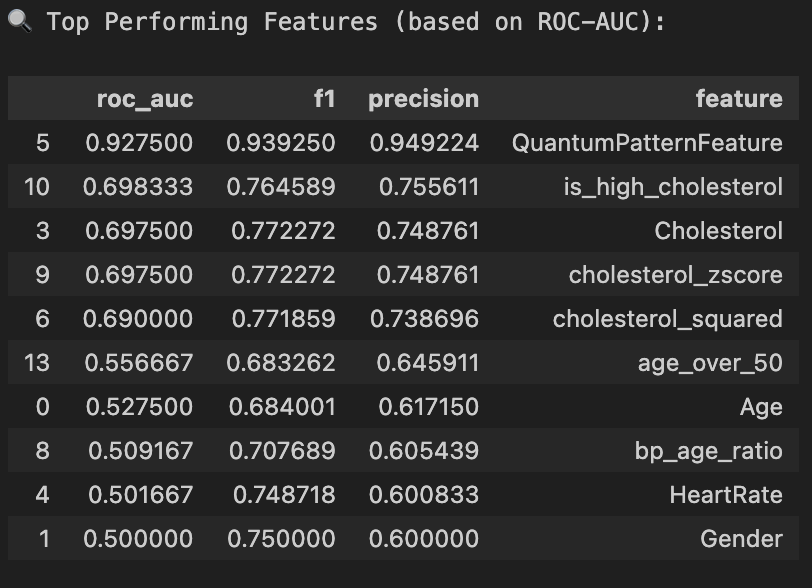 🔍 Top Performing Features (based on ROC-AUC):
roc_auc f1 precision feature
5 0.927500 0.939250 0.949224 QuantumPatternFeature
10 0.698333 0.764589 0.755611 is_high_cholesterol
3 0.697500 0.772272 0.748761 Cholesterol
9 0.697500 0.772272 0.748761 cholesterol_zscore
6 0.690000 0.771859 0.738696 cholesterol_squared
13 0.556667 0.683262 0.645911 age_over_50
0 0.527500 0.684001 0.617150 Age
8 0.509167 0.707689 0.605439 bp_age_ratio
4 0.501667 0.748718 0.600833 HeartRate
1 0.500000 0.750000 0.600000 Gender